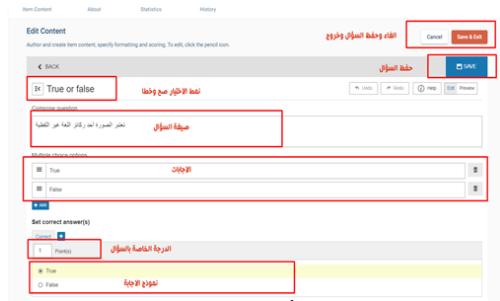 Item Content About Statistics History
Edit Content
Author and create item content, specify formatting and scoring. To edit, click the pencil icon.
الغاء وحفظ السؤال وخروج
Cancel Save & Exit
BACK
حفظ السؤال
SAVE
True or false
نمط الاختيار صح وخطا
Undo Redo Help Edit Preview
Compose question
تعتبر الصورة احد ركائز اللغة غير اللفظية
صيغة السؤال
Multiple choice options
True
الاجابات
False
+ ADD
Set correct answer(s)
Correct +
1 Point(s)
الدرجة الخاصة بالسؤال
True
False
نموذج الاجابة